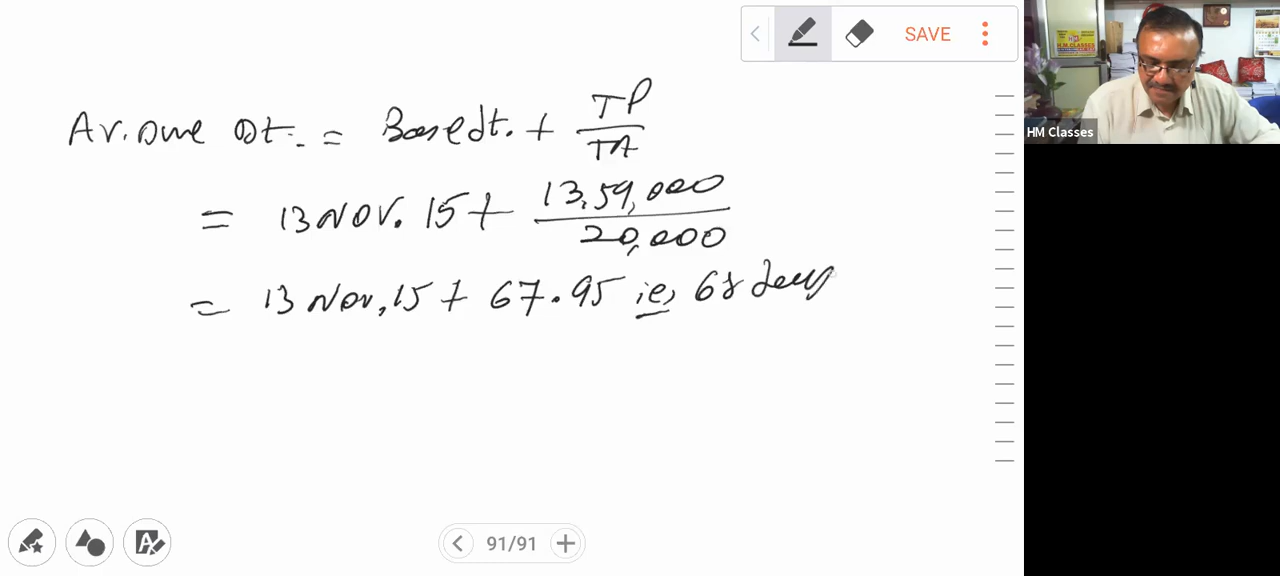 SAVE
Av. Due Dt. = Base dt. + TP
TA
= 13 Nov. 15 + 13,59,000
20,000
= 13 Nov, 15 + 67.95 ie, 68 days
HM Classes
91/91